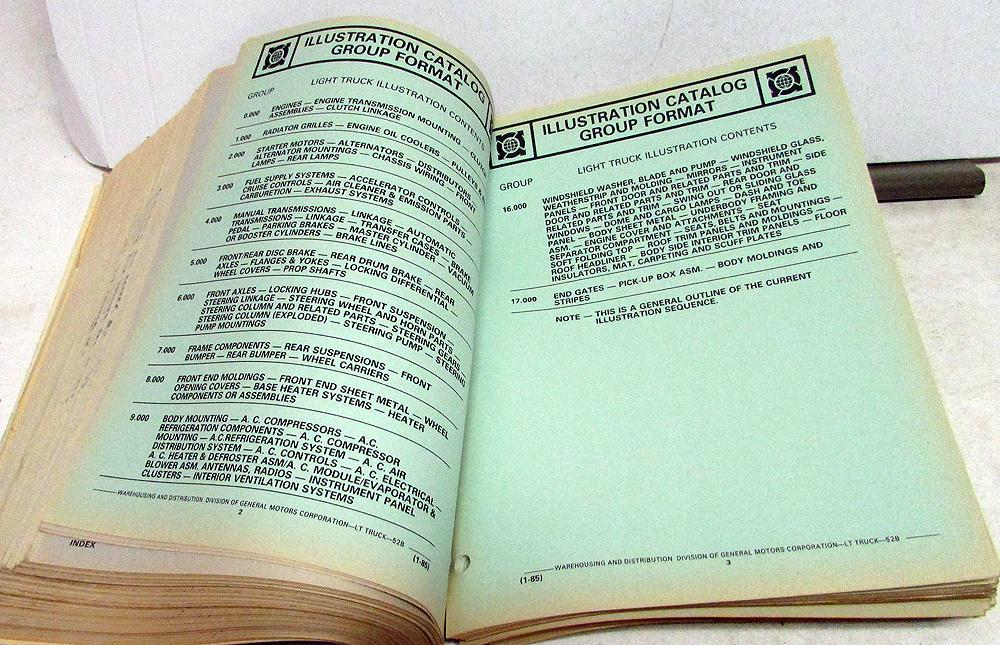 ILLUSTRATION CATALOG
GROUP FORMAT
LIGHT TRUCK ILLUSTRATION CONTENTS
GROUP
0.000 ENGINES — ENGINE TRANSMISSION MOUNTING — CLUTCH
ASSEMBLIES — CLUTCH LINKAGE
1.000 RADIATOR GRILLES — ENGINE OIL COOLERS — PULLEYS &
2.000 STARTER MOTORS — ALTERNATORS — DISTRIBUTORS
ALTERNATOR MOUNTINGS — CHASSIS WIRING — FRONT
LAMPS — REAR LAMPS
3.000 FUEL SUPPLY SYSTEMS — ACCELERATOR CONTROLS —
CRUISE CONTROLS — AIR CLEANER & EMISSION PARTS —
CARBURETION — EXHAUST SYSTEMS
4.000 MANUAL TRANSMISSIONS — AUTOMATIC
TRANSMISSIONS — LINKAGE — TRANSFER CASE — BRAKE
PEDAL — PARKING BRAKES — MASTER CYLINDER — VACUUM
OR BOOSTER CYLINDERS — BRAKE LINES
5.000 FRONT/REAR DISC BRAKE — REAR DRUM BRAKE — REAR
AXLES — FLANGES & YOKES — LOCKING DIFFERENTIAL —
WHEEL COVERS — PROP SHAFTS
6.000 FRONT AXLES — LOCKING HUBS — FRONT SUSPENSION —
STEERING LINKAGE — STEERING WHEEL AND HORN PARTS —
STEERING COLUMN AND RELATED PARTS — STEERING GEARS
STEERING COLUMN (EXPLODED) — STEERING PUMP — STEERING
PUMP MOUNTINGS
7.000 FRAME COMPONENTS — REAR SUSPENSIONS — FRONT
BUMPER — REAR BUMPER — WHEEL CARRIERS
8.000 FRONT END MOLDINGS — FRONT END SHEET METAL — WHEEL
OPENING COVERS — BASE HEATER SYSTEMS — HEATER
COMPONENTS OR ASSEMBLIES
9.000 BODY MOUNTING — A. C. COMPRESSORS — A.C.
REFRIGERATION COMPONENTS — A. C. COMPRESSOR
MOUNTING — A.C.REFRIGERATION SYSTEM — A. C. AIR
DISTRIBUTION SYSTEM — A. C. CONTROLS — A. C. ELECTRICAL —
A. C. HEATER & DEFROSTER ASM/A. C. MODULE/EVAPORATOR &
BLOWER ASM. ANTENNAS, RADIOS — INSTRUMENT PANEL
CLUSTERS — INTERIOR VENTILATION SYSTEMS
WAREHOUSING AND DISTRIBUTION DIVISION OF GENERAL MOTORS CORPORATION—LT TRUCK—52B
2
(1-85)
INDEX
ILLUSTRATION CATALOG
GROUP FORMAT
LIGHT TRUCK ILLUSTRATION CONTENTS
GROUP
16.000 WINDSHIELD WASHER, BLADE AND PUMP — WINDSHIELD GLASS,
WEATHERSTRIP AND MOLDING — MIRRORS — INSTRUMENT
PANELS — FRONT DOOR AND RELATED PARTS AND TRIM — SIDE
DOOR AND RELATED PARTS AND TRIM — REAR DOOR AND
RELATED PARTS AND TRIM — SWING OUT OR SLIDING GLASS
WINDOWS — DOME AND CARGO LAMPS — DASH AND TOE
PANEL — BODY SHEET METAL — UNDERBODY FRAMING AND
ASM. — ENGINE COVER AND ATTACHMENTS — SEAT
SEPARATOR COMPARTMENT — SEATS, BELTS AND MOUNTINGS —
SOFT FOLDING TOP — ROOF TRIM PANELS AND MOLDINGS —
ROOF HEADLINER — BODY SIDE INTERIOR TRIM PANELS — FLOOR
INSULATORS, MAT, CARPETING AND SCUFF PLATES
17.000 END GATES — PICK-UP BOX ASM. — BODY MOLDINGS AND
STRIPES
NOTE — THIS IS A GENERAL OUTLINE OF THE CURRENT
ILLUSTRATION SEQUENCE.
WAREHOUSING AND DISTRIBUTION DIVISION OF GENERAL MOTORS CORPORATION—LT TRUCK—52B
3
(1-85)